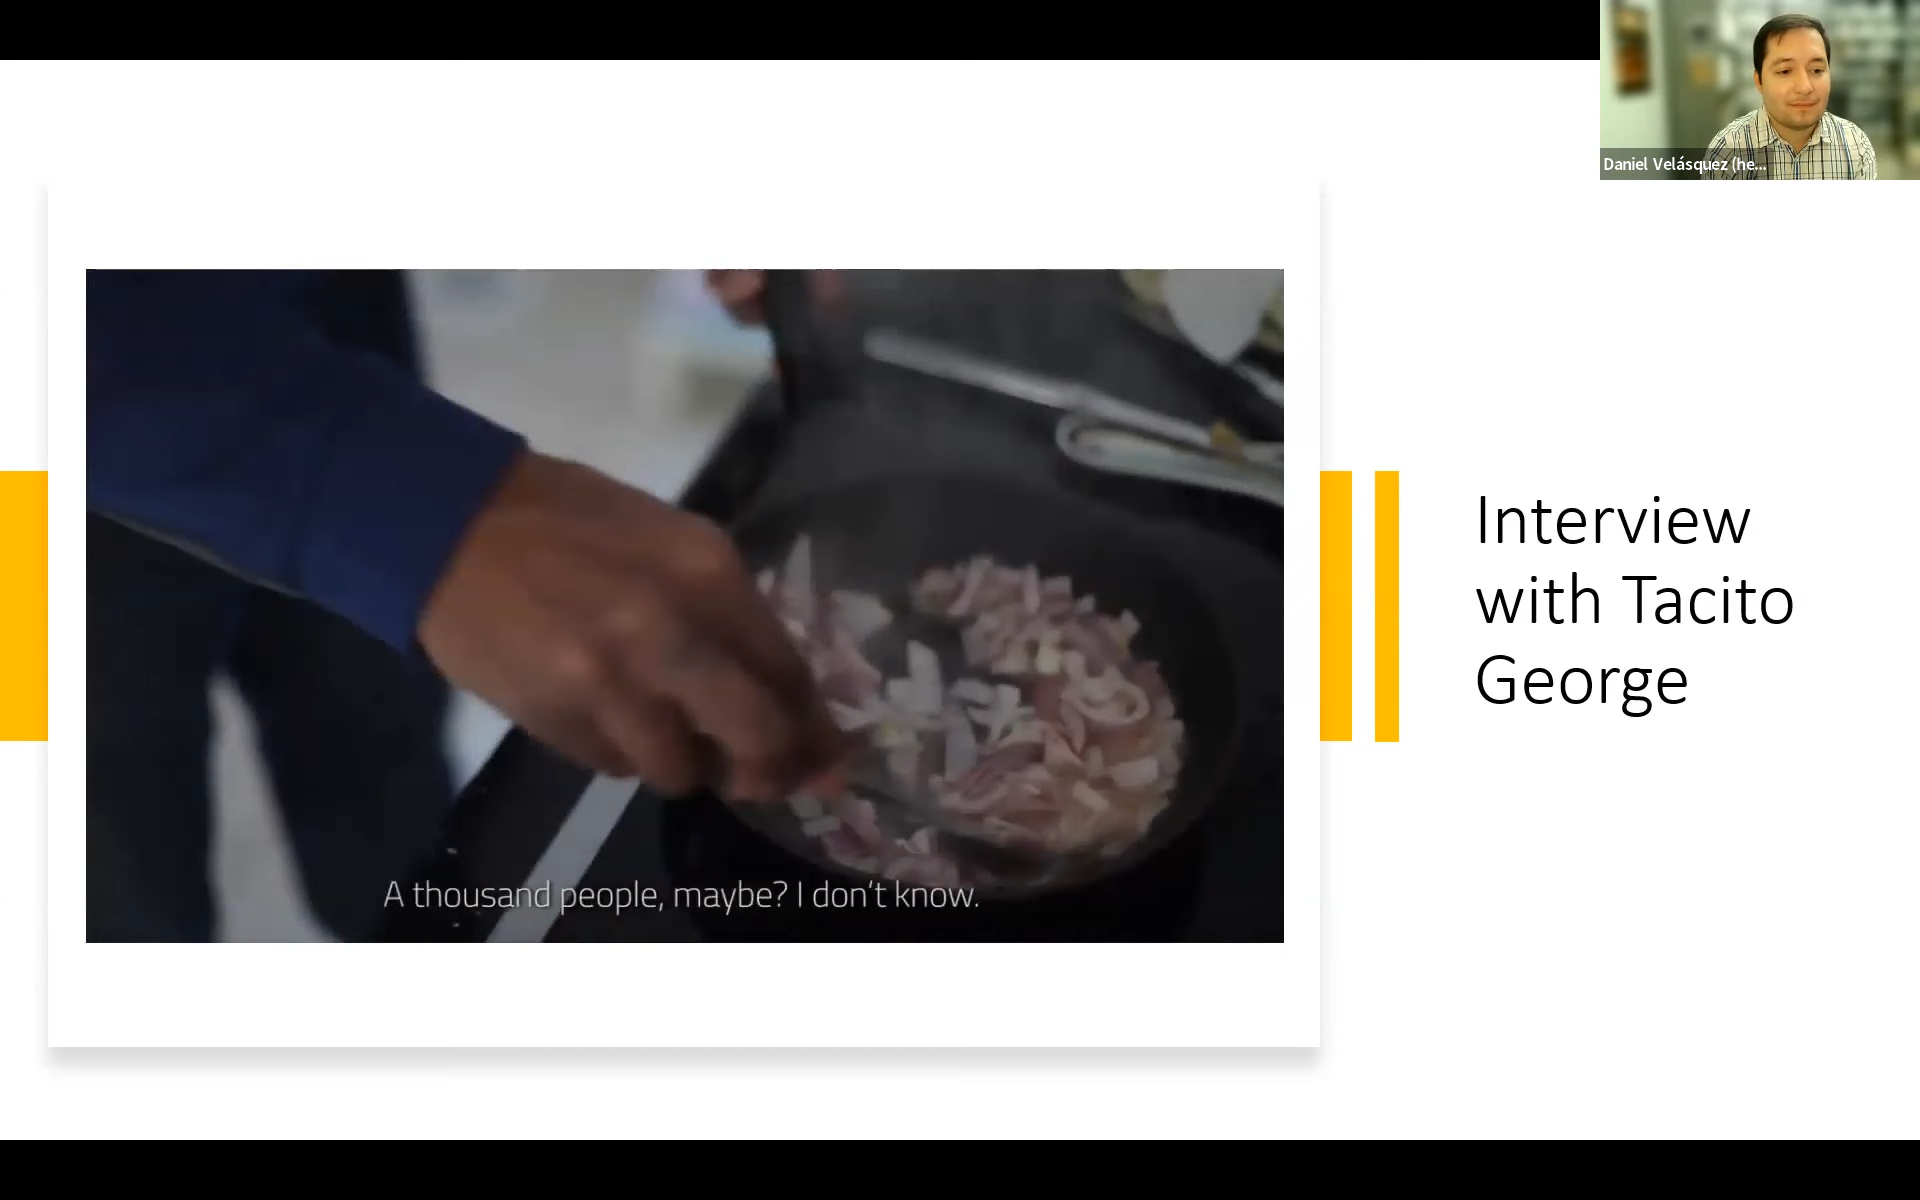 Daniel Velásquez (he...
Interview
with Tacito
George
A thousand people, maybe? I don't know.